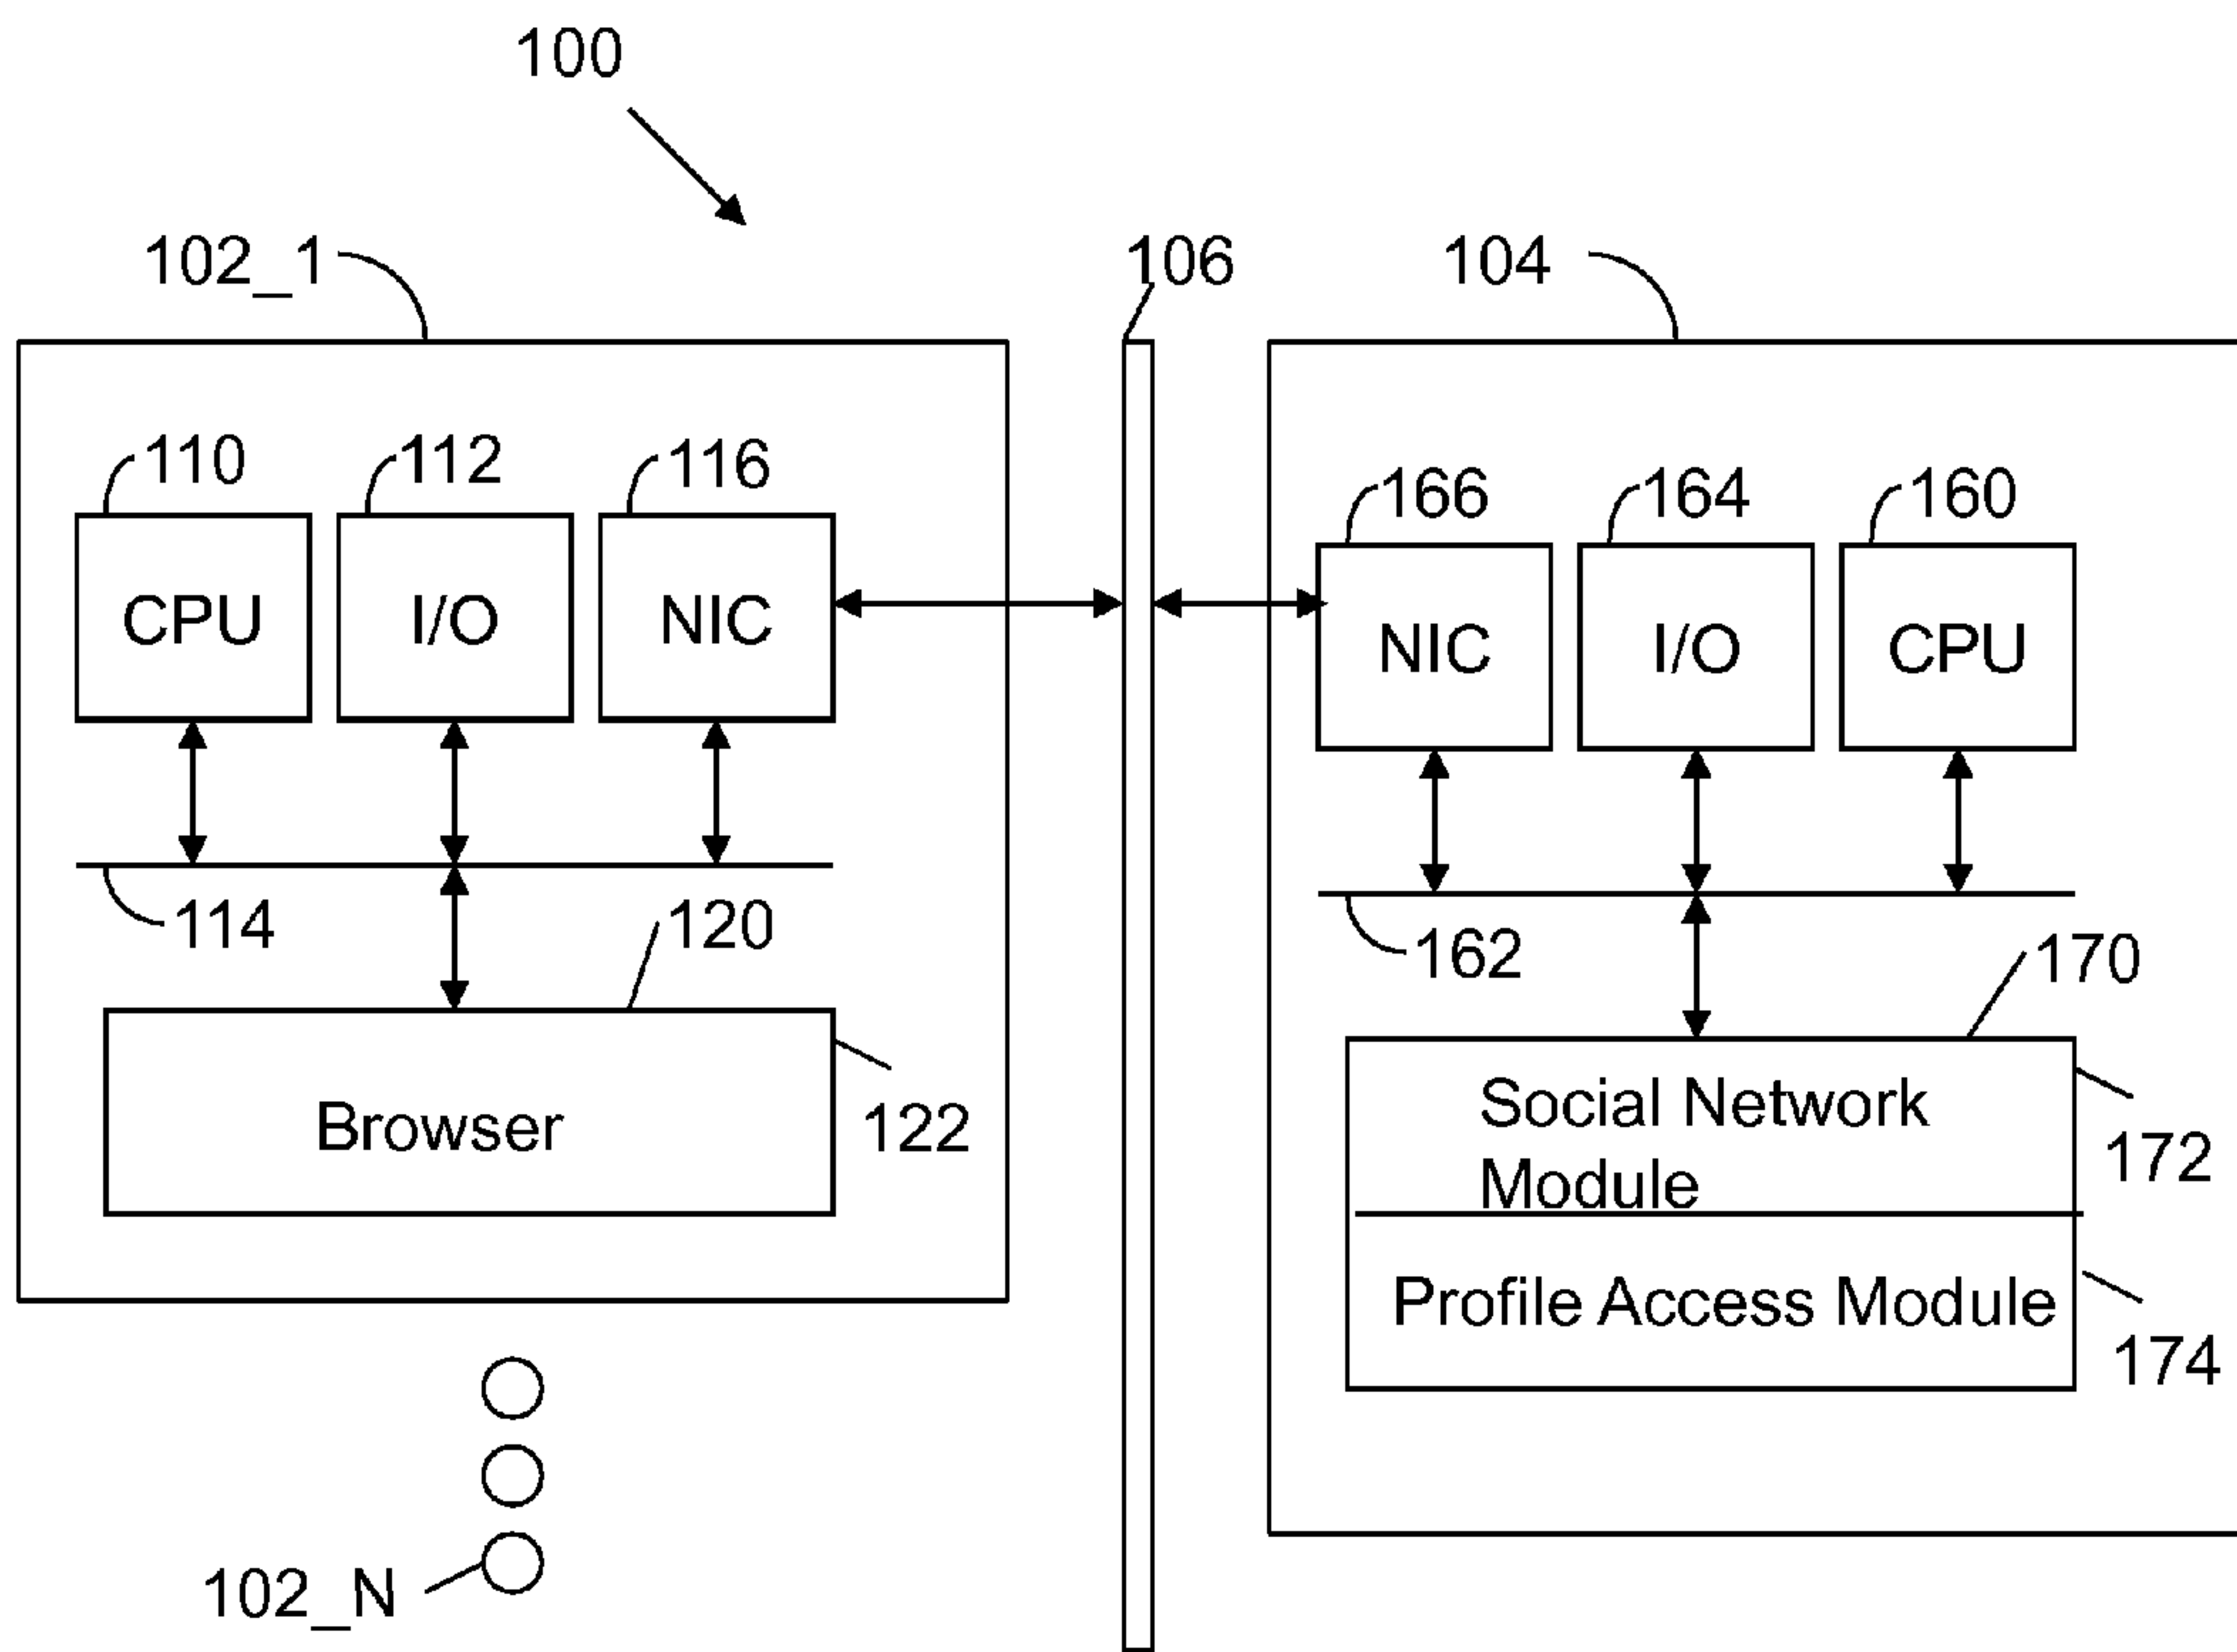 100
102_1
106
104
110
112
116
166
164
160
CPU
I/O
NIC
NIC
I/O
CPU
114
120
162
170
Browser
122
Social Network
Module
172
Profile Access Module
174
102_N